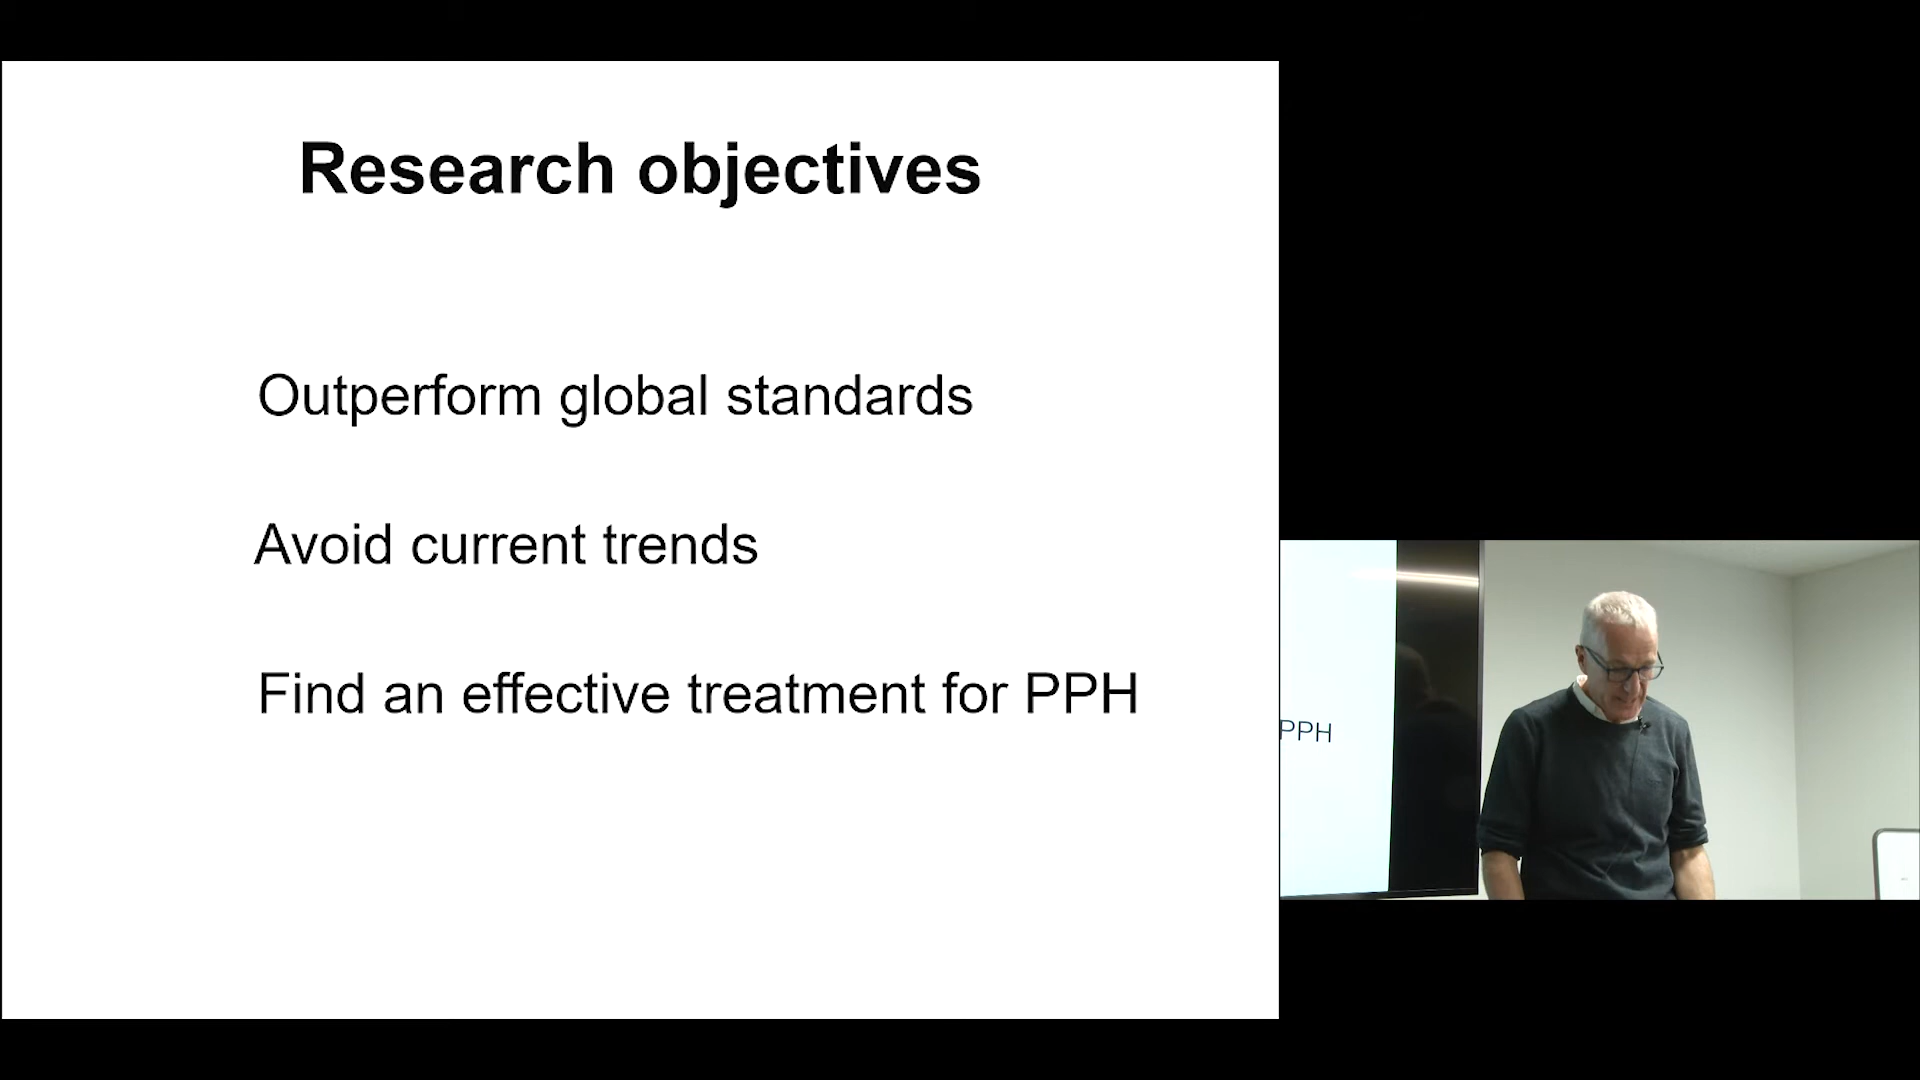 Research objectives
Outperform global standards
Avoid current trends
Find an effective treatment for PPH
PPH